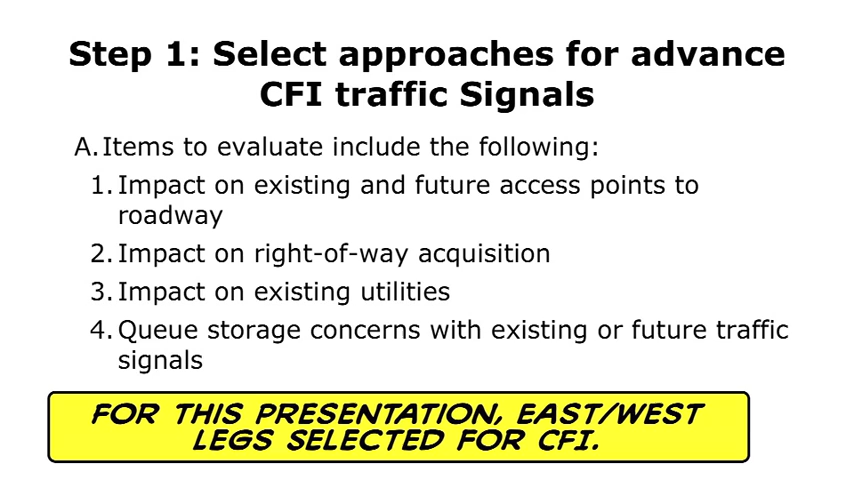 Step 1: Select approaches for advance
CFI traffic Signals
A. Items to evaluate include the following:
1. Impact on existing and future access points to
roadway
2. Impact on right-of-way acquisition
3. Impact on existing utilities
4. Queue storage concerns with existing or future traffic
signals
FOR THIS PRESENTATION, EAST/WEST
LEGS SELECTED FOR CFI.